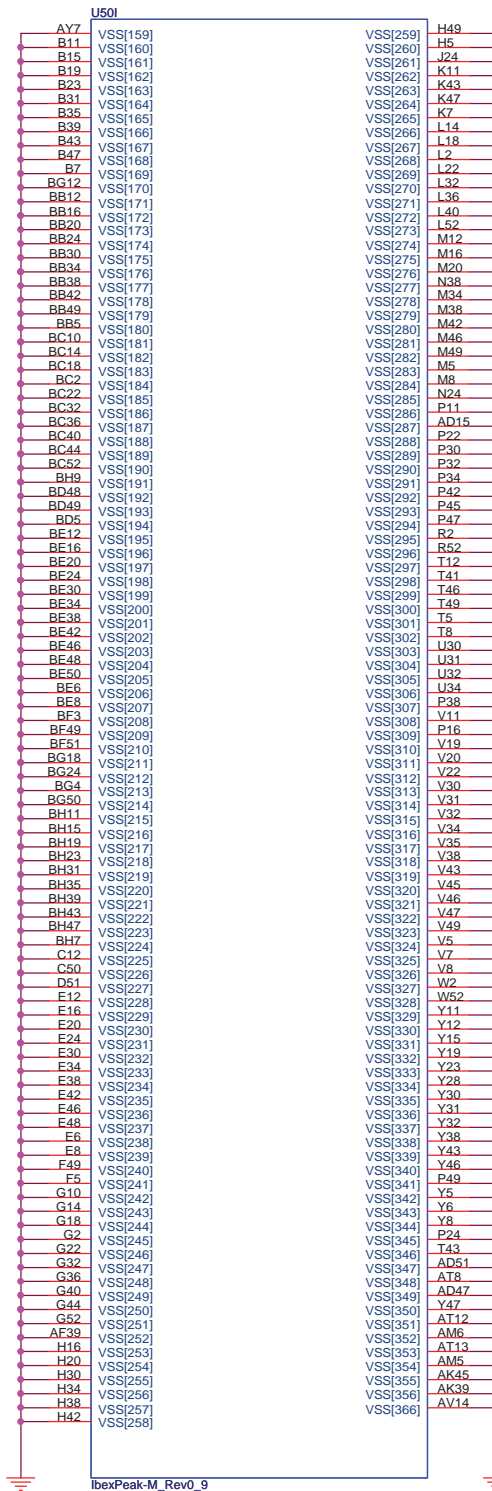 U50I
AY7 VSS[159] VSS[259] H49
B11 VSS[160] VSS[260] H5
B15 VSS[161] VSS[261] J24
B19 VSS[162] VSS[262] K11
B23 VSS[163] VSS[263] K43
B31 VSS[164] VSS[264] K47
B35 VSS[165] VSS[265] K7
B39 VSS[166] VSS[266] L14
B43 VSS[167] VSS[267] L18
B47 VSS[168] VSS[268] L2
B7 VSS[169] VSS[269] L22
BG12 VSS[170] VSS[270] L32
BB12 VSS[171] VSS[271] L36
BB16 VSS[172] VSS[272] L40
BB20 VSS[173] VSS[273] L52
BB24 VSS[174] VSS[274] M12
BB30 VSS[175] VSS[275] M16
BB34 VSS[176] VSS[276] M20
BB38 VSS[177] VSS[277] N38
BB42 VSS[178] VSS[278] M34
BB49 VSS[179] VSS[279] M38
BB5 VSS[180] VSS[280] M42
BC10 VSS[181] VSS[281] M46
BC14 VSS[182] VSS[282] M49
BC18 VSS[183] VSS[283] M5
BC2 VSS[184] VSS[284] M8
BC22 VSS[185] VSS[285] N24
BC32 VSS[186] VSS[286] P11
BC36 VSS[187] VSS[287] AD15
BC40 VSS[188] VSS[288] P22
BC44 VSS[189] VSS[289] P30
BC52 VSS[190] VSS[290] P32
BH9 VSS[191] VSS[291] P34
BD48 VSS[192] VSS[292] P42
BD49 VSS[193] VSS[293] P45
BD5 VSS[194] VSS[294] P47
BE12 VSS[195] VSS[295] R2
BE16 VSS[196] VSS[296] R52
BE20 VSS[197] VSS[297] T12
BE24 VSS[198] VSS[298] T41
BE30 VSS[199] VSS[299] T46
BE34 VSS[200] VSS[300] T49
BE38 VSS[201] VSS[301] T5
BE42 VSS[202] VSS[302] T8
BE46 VSS[203] VSS[303] U30
BE48 VSS[204] VSS[304] U31
BE50 VSS[205] VSS[305] U32
BE6 VSS[206] VSS[306] U34
BE8 VSS[207] VSS[307] P38
BF3 VSS[208] VSS[308] V11
BF49 VSS[209] VSS[309] P16
BF51 VSS[210] VSS[310] V19
BG18 VSS[211] VSS[311] V20
BG24 VSS[212] VSS[312] V22
BG4 VSS[213] VSS[313] V30
BG50 VSS[214] VSS[314] V31
BH11 VSS[215] VSS[315] V32
BH15 VSS[216] VSS[316] V34
BH19 VSS[217] VSS[317] V35
BH23 VSS[218] VSS[318] V38
BH31 VSS[219] VSS[319] V43
BH35 VSS[220] VSS[320] V45
BH39 VSS[221] VSS[321] V46
BH43 VSS[222] VSS[322] V47
BH47 VSS[223] VSS[323] V49
BH7 VSS[224] VSS[324] V5
C12 VSS[225] VSS[325] V7
C50 VSS[226] VSS[326] V8
D51 VSS[227] VSS[327] W2
E12 VSS[228] VSS[328] W52
E16 VSS[229] VSS[329] Y11
E20 VSS[230] VSS[330] Y12
E24 VSS[231] VSS[331] Y15
E30 VSS[232] VSS[332] Y19
E34 VSS[233] VSS[333] Y23
E38 VSS[234] VSS[334] Y28
E42 VSS[235] VSS[335] Y30
E46 VSS[236] VSS[336] Y31
E48 VSS[237] VSS[337] Y32
E6 VSS[238] VSS[338] Y38
E8 VSS[239] VSS[339] Y43
F49 VSS[240] VSS[340] Y46
F5 VSS[241] VSS[341] P49
G10 VSS[242] VSS[342] Y5
G14 VSS[243] VSS[343] Y6
G18 VSS[244] VSS[344] Y8
G2 VSS[245] VSS[345] P24
G22 VSS[246] VSS[346] T43
G32 VSS[247] VSS[347] AD51
G36 VSS[248] VSS[348] AT8
G40 VSS[249] VSS[349] AD47
G44 VSS[250] VSS[350] Y47
G52 VSS[251] VSS[351] AT12
AF39 VSS[252] VSS[352] AM6
H16 VSS[253] VSS[353] AT13
H20 VSS[254] VSS[354] AM5
H30 VSS[255] VSS[355] AK45
H34 VSS[256] VSS[356] AK39
H38 VSS[257] VSS[366] AV14
H42 VSS[258]
IbexPeak-M_Rev0_9